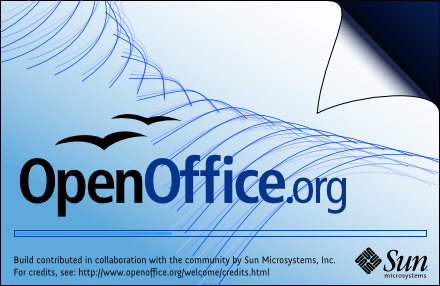 OpenOffice.org
Build contributed in collaboration with the community by Sun Microsystems, Inc.
For credits, see: http://www.openoffice.org/welcome/credits.html
Sun
microsystems